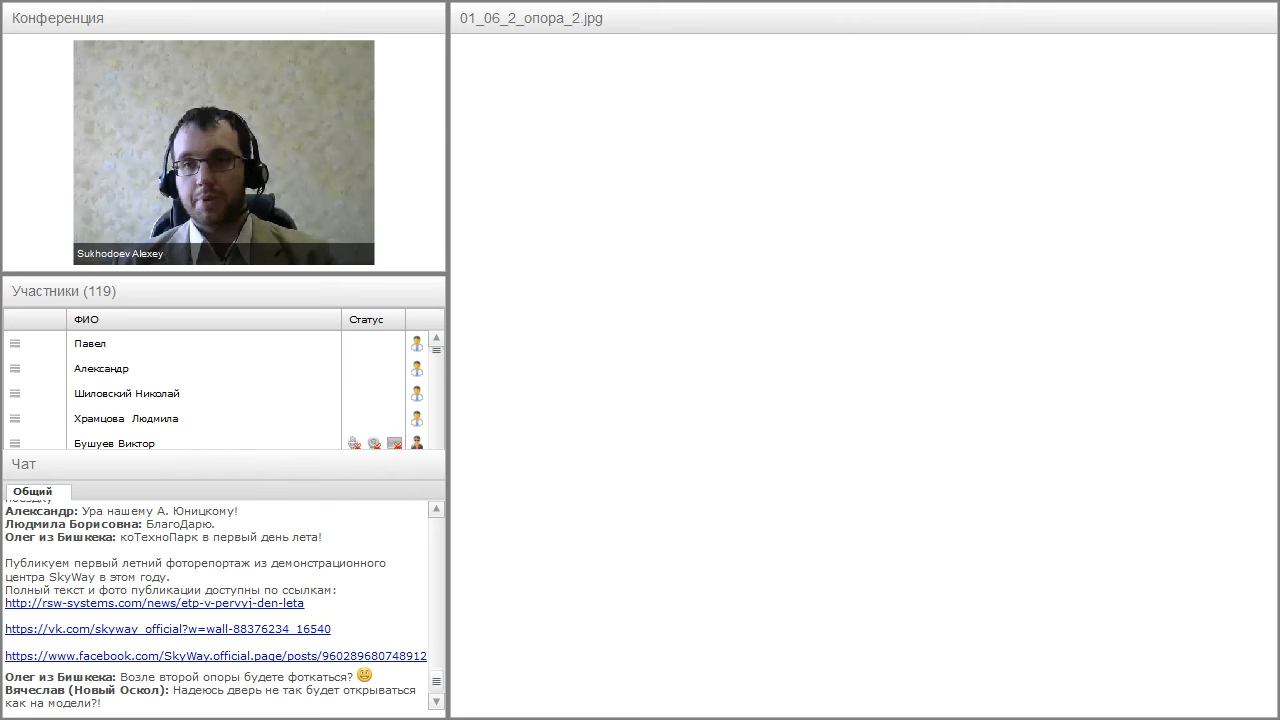 Конференция
Sukhodoev Alexey
Участники (119)
ФИО Статус
Павел
Александр
Шиловский Николай
Храмцова Людмила
Бушуев Виктор
Чат
Общий
Александр: Ура нашему А. Юницкому!
Людмила Борисовна: БлагоДарю.
Олег из Бишкека: коТехноПарк в первый день лета!
Публикуем первый летний фоторепортаж из демонстрационного
центра SkyWay в этом году.
Полный текст и фото публикации доступны по ссылкам:
http://rsw-systems.com/news/etp-v-pervyj-den-leta
https://vk.com/skyway_official?w=wall-88376234_16540
https://www.facebook.com/SkyWay.official.page/posts/960289680748912
Олег из Бишкека: Возле второй опоры будете фоткаться?
Вячеслав (Новый Оскол): Надеюсь дверь не так будет открываться
как на модели?!
01_06_2_опора_2.jpg